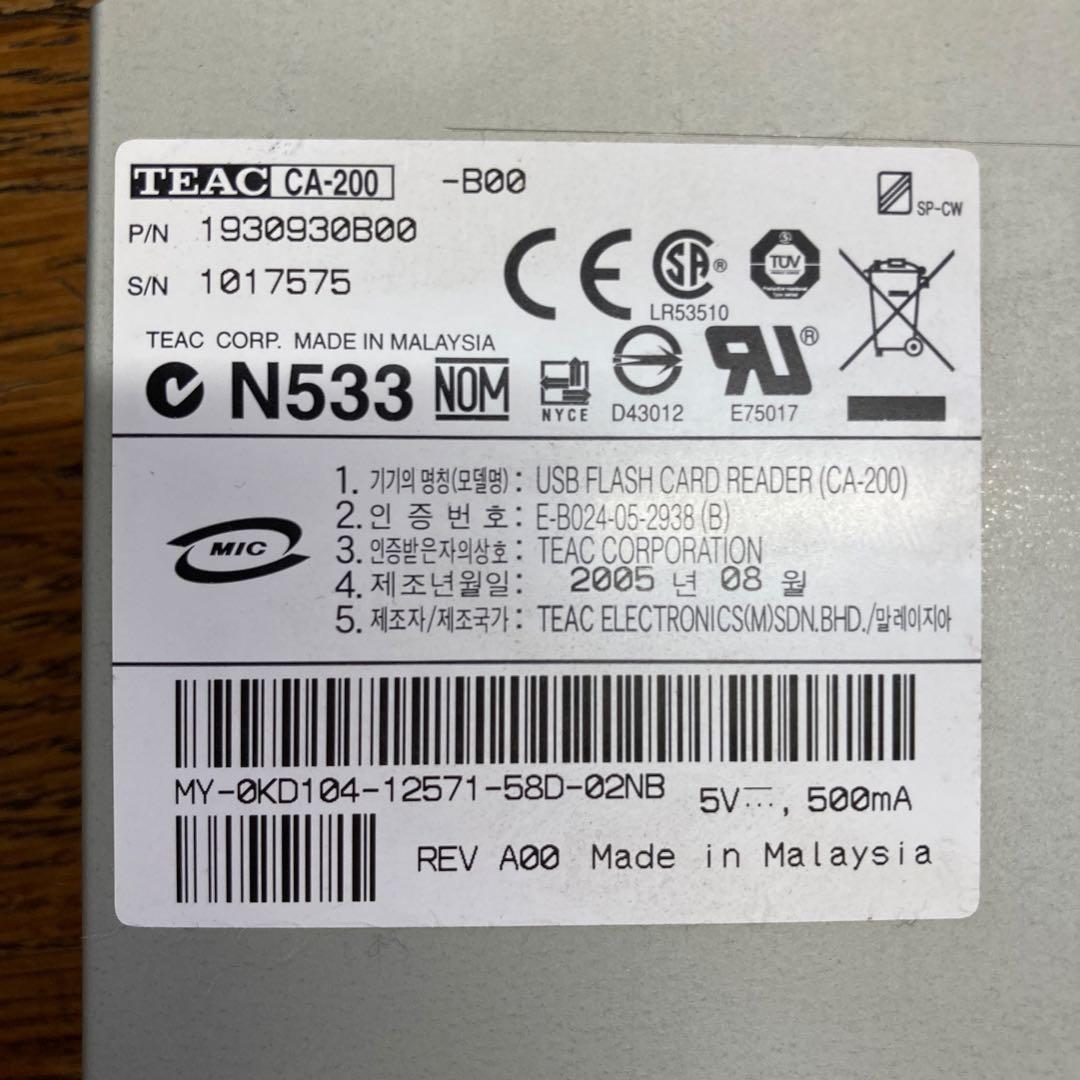 TEAC CA-200 -B00
SP-CW
P/N 1930930B00
S/N 1017575
CE SA® TÜV
LR53510
TEAC CORP. MADE IN MALAYSIA
N533 NOM NYCE D43012 RU® E75017
1. 기기의 명칭(모델명) : USB FLASH CARD READER (CA-200)
2. 인 증 번 호 : E-B024-05-2938 (B)
MIC
3. 인증받은자의상호 : TEAC CORPORATION
4. 제조년월일 : 2005 년 08 월
5. 제조자/제조국가 : TEAC ELECTRONICS(M)SDN.BHD./말레이지아
MY-0KD104-12571-58D-02NB 5V⎓, 500mA
REV A00 Made in Malaysia